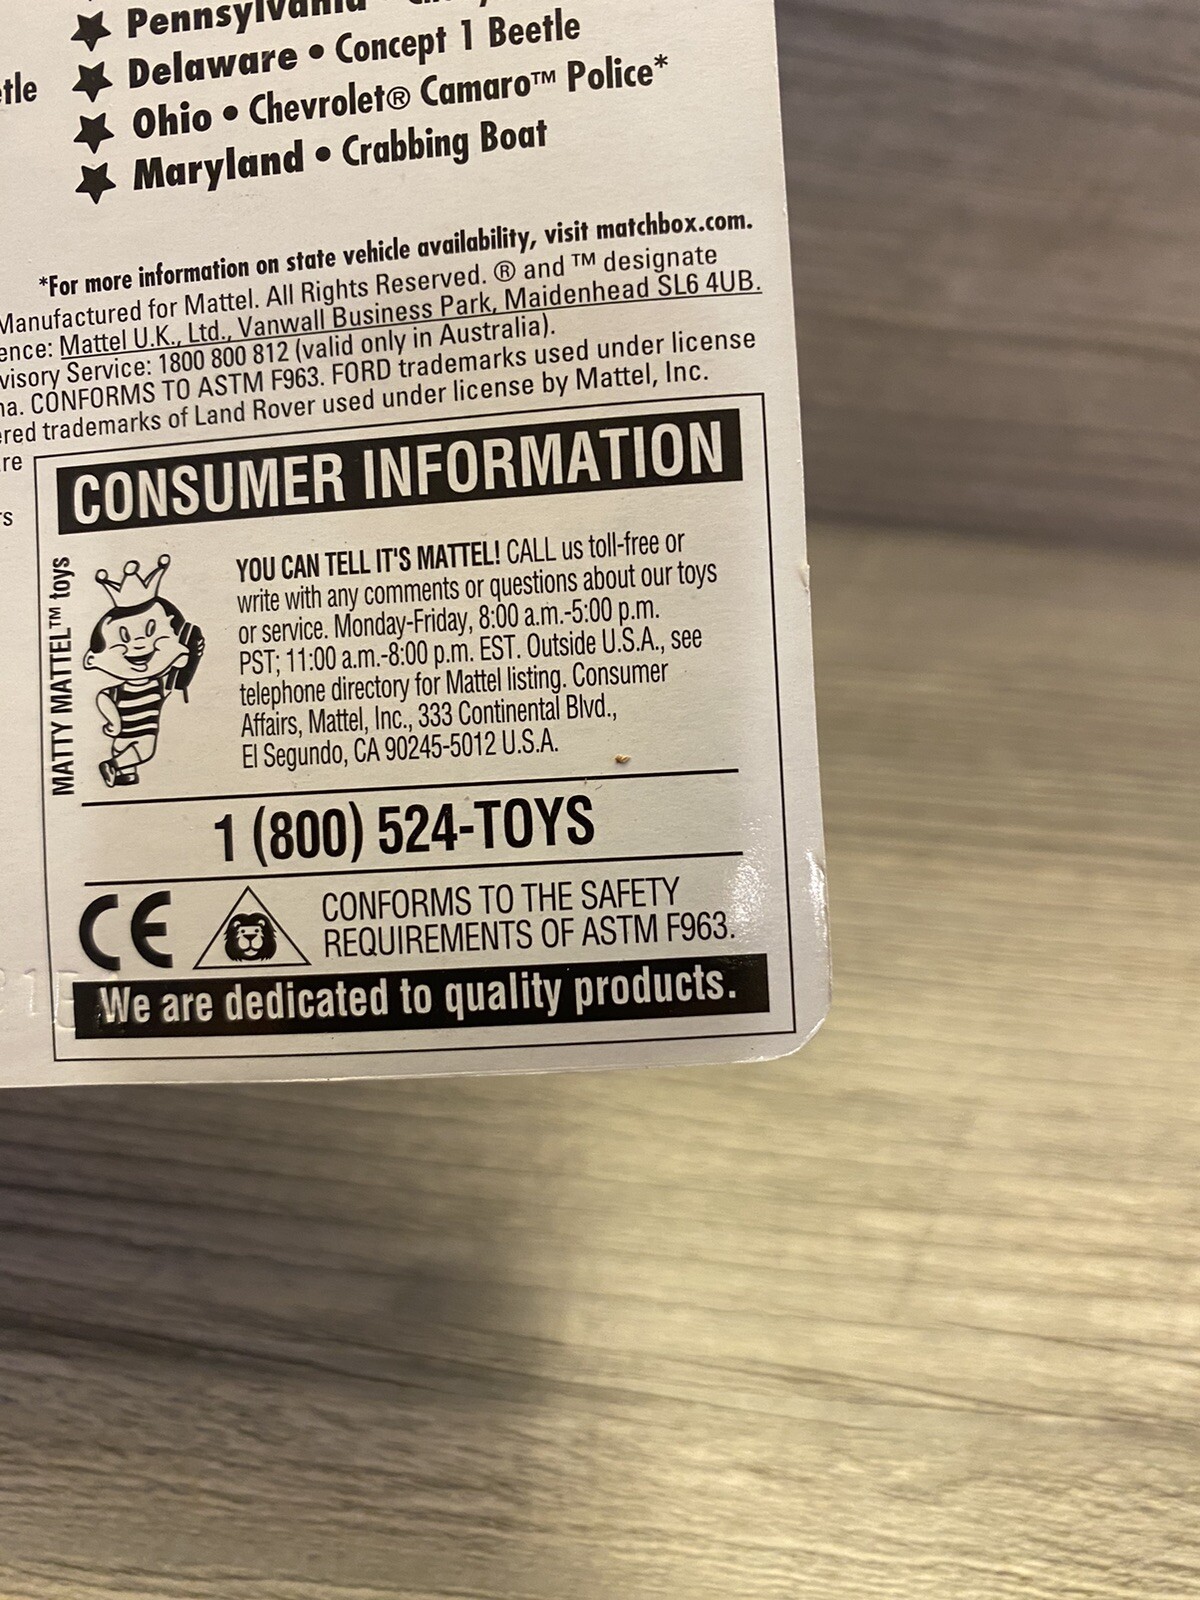 ★ Pennsylvania •
★ Delaware • Concept 1 Beetle
★ Ohio • Chevrolet® Camaro™ Police*
★ Maryland • Crabbing Boat
*For more information on state vehicle availability, visit matchbox.com.
Manufactured for Mattel. All Rights Reserved. ® and ™ designate
Mattel U.K., Ltd., Vanwall Business Park, Maidenhead SL6 4UB.
Service: 1800 800 812 (valid only in Australia).
CONFORMS TO ASTM F963. FORD trademarks used under license
trademarks of Land Rover used under license by Mattel, Inc.
CONSUMER INFORMATION
MATTY MATTEL™ toys
YOU CAN TELL IT'S MATTEL! CALL us toll-free or
write with any comments or questions about our toys
or service. Monday-Friday, 8:00 a.m.-5:00 p.m.
PST; 11:00 a.m.-8:00 p.m. EST. Outside U.S.A., see
telephone directory for Mattel listing. Consumer
Affairs, Mattel, Inc., 333 Continental Blvd.,
El Segundo, CA 90245-5012 U.S.A.
1 (800) 524-TOYS
CE
CONFORMS TO THE SAFETY
REQUIREMENTS OF ASTM F963.
We are dedicated to quality products.